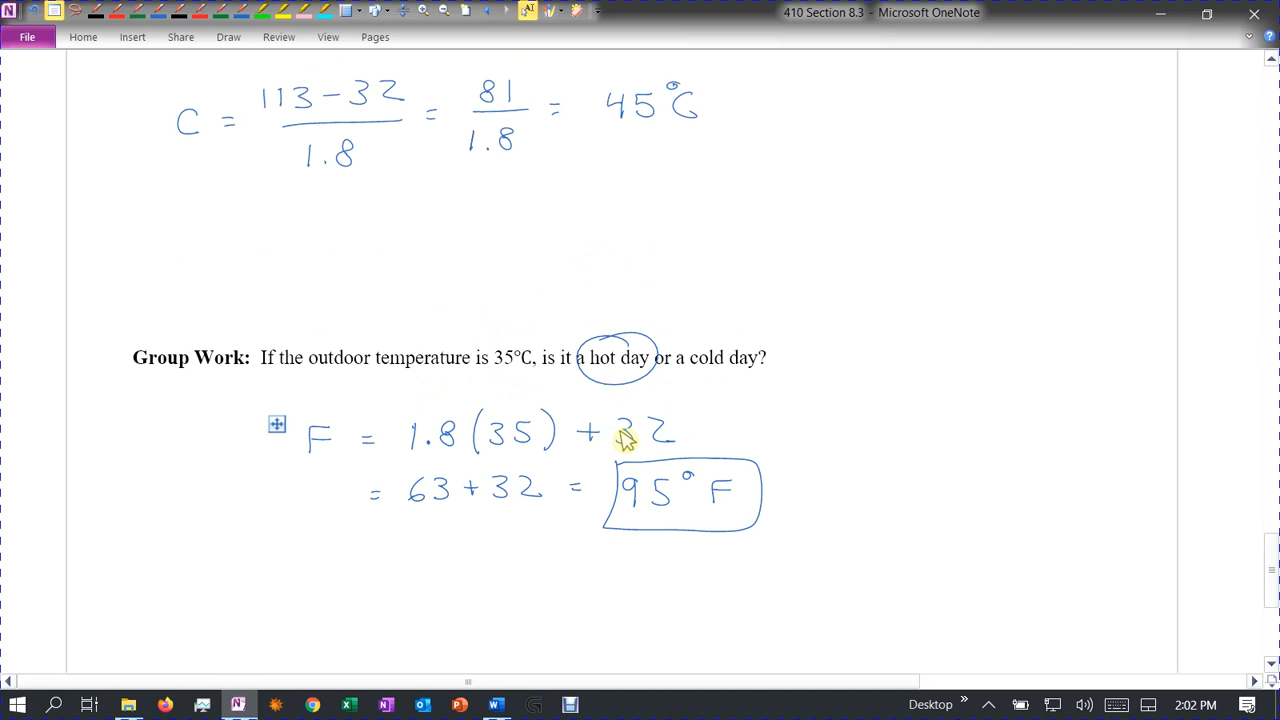 410 Section 8.3 - Microsoft OneNote
File Home Insert Share Draw Review View Pages
C = 113 - 32 / 1.8 = 81 / 1.8 = 45°C
Group Work: If the outdoor temperature is 35°C, is it a hot day or a cold day?
F = 1.8 (35) + 32
= 63 + 32 = 95° F
Desktop 2:02 PM